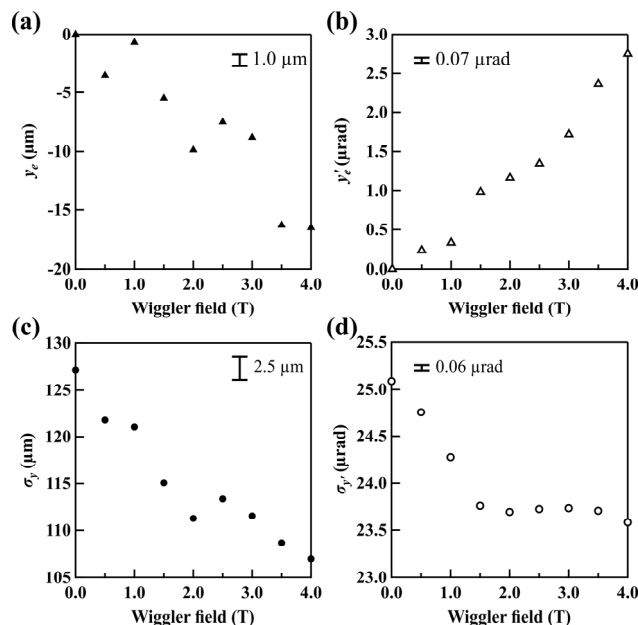 (a)
0
-5
-10
-15
-20
yₑ (μm)
1.0 μm
0.0 1.0 2.0 3.0 4.0
Wiggler field (T)
(b)
3.0
2.5
2.0
1.5
1.0
0.5
0.0
y′ₑ (μrad)
0.07 μrad
0.0 1.0 2.0 3.0 4.0
Wiggler field (T)
(c)
130
125
120
115
110
105
σy (μm)
2.5 μm
0.0 1.0 2.0 3.0 4.0
Wiggler field (T)
(d)
25.5
25.0
24.5
24.0
23.5
23.0
σy′ (μrad)
0.06 μrad
0.0 1.0 2.0 3.0 4.0
Wiggler field (T)